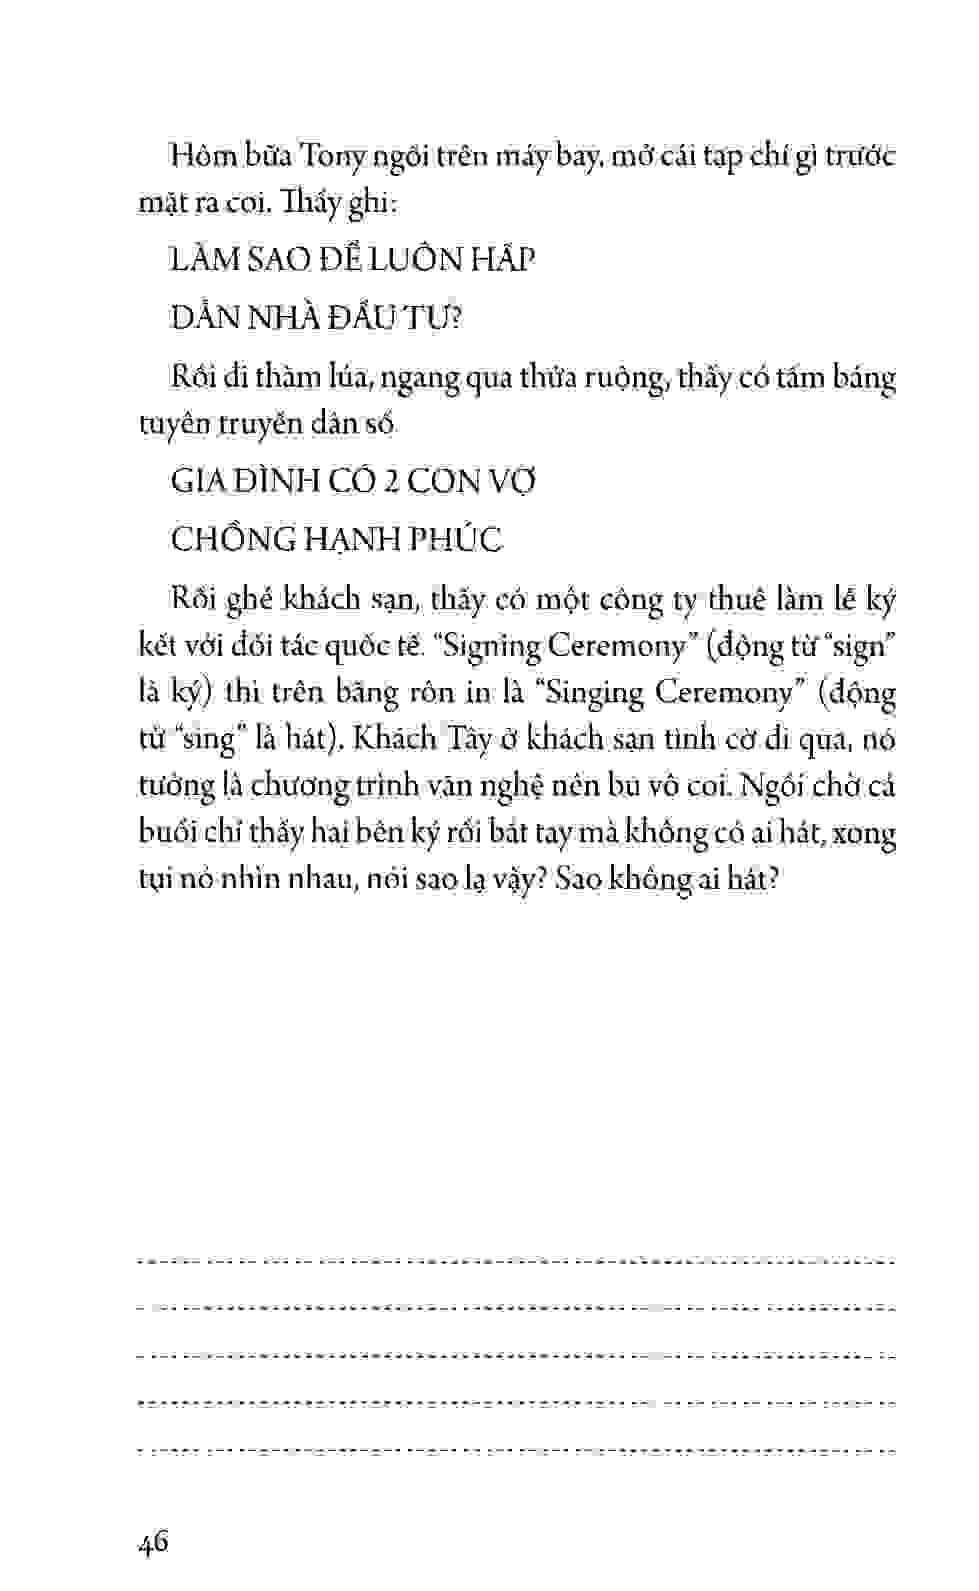 Hôm bữa Tony ngồi trên máy bay, mở cái tạp chí gì trước
mặt ra coi. Thấy ghi:
LÀM SAO ĐỂ LUÔN HẤP
DẪN NHÀ ĐẦU TƯ?
Rồi đi thăm lúa, ngang qua thửa ruộng, thấy có tấm bảng
tuyên truyền dân số
GIA ĐÌNH CÓ 2 CON VỢ
CHỒNG HẠNH PHÚC
Rồi ghé khách sạn, thấy có một công ty thuê làm lễ ký
kết với đối tác quốc tế. “Signing Ceremony” (động từ “sign”
là ký) thì trên băng rôn in là “Singing Ceremony” (động
từ “sing” là hát). Khách Tây ở khách sạn tình cờ đi qua, nó
tưởng là chương trình văn nghệ nên bu vô coi. Ngồi chờ cả
buổi chỉ thấy hai bên ký rồi bắt tay mà không có ai hát, xong
tụi nó nhìn nhau, nói sao lạ vậy? Sao không ai hát?
46